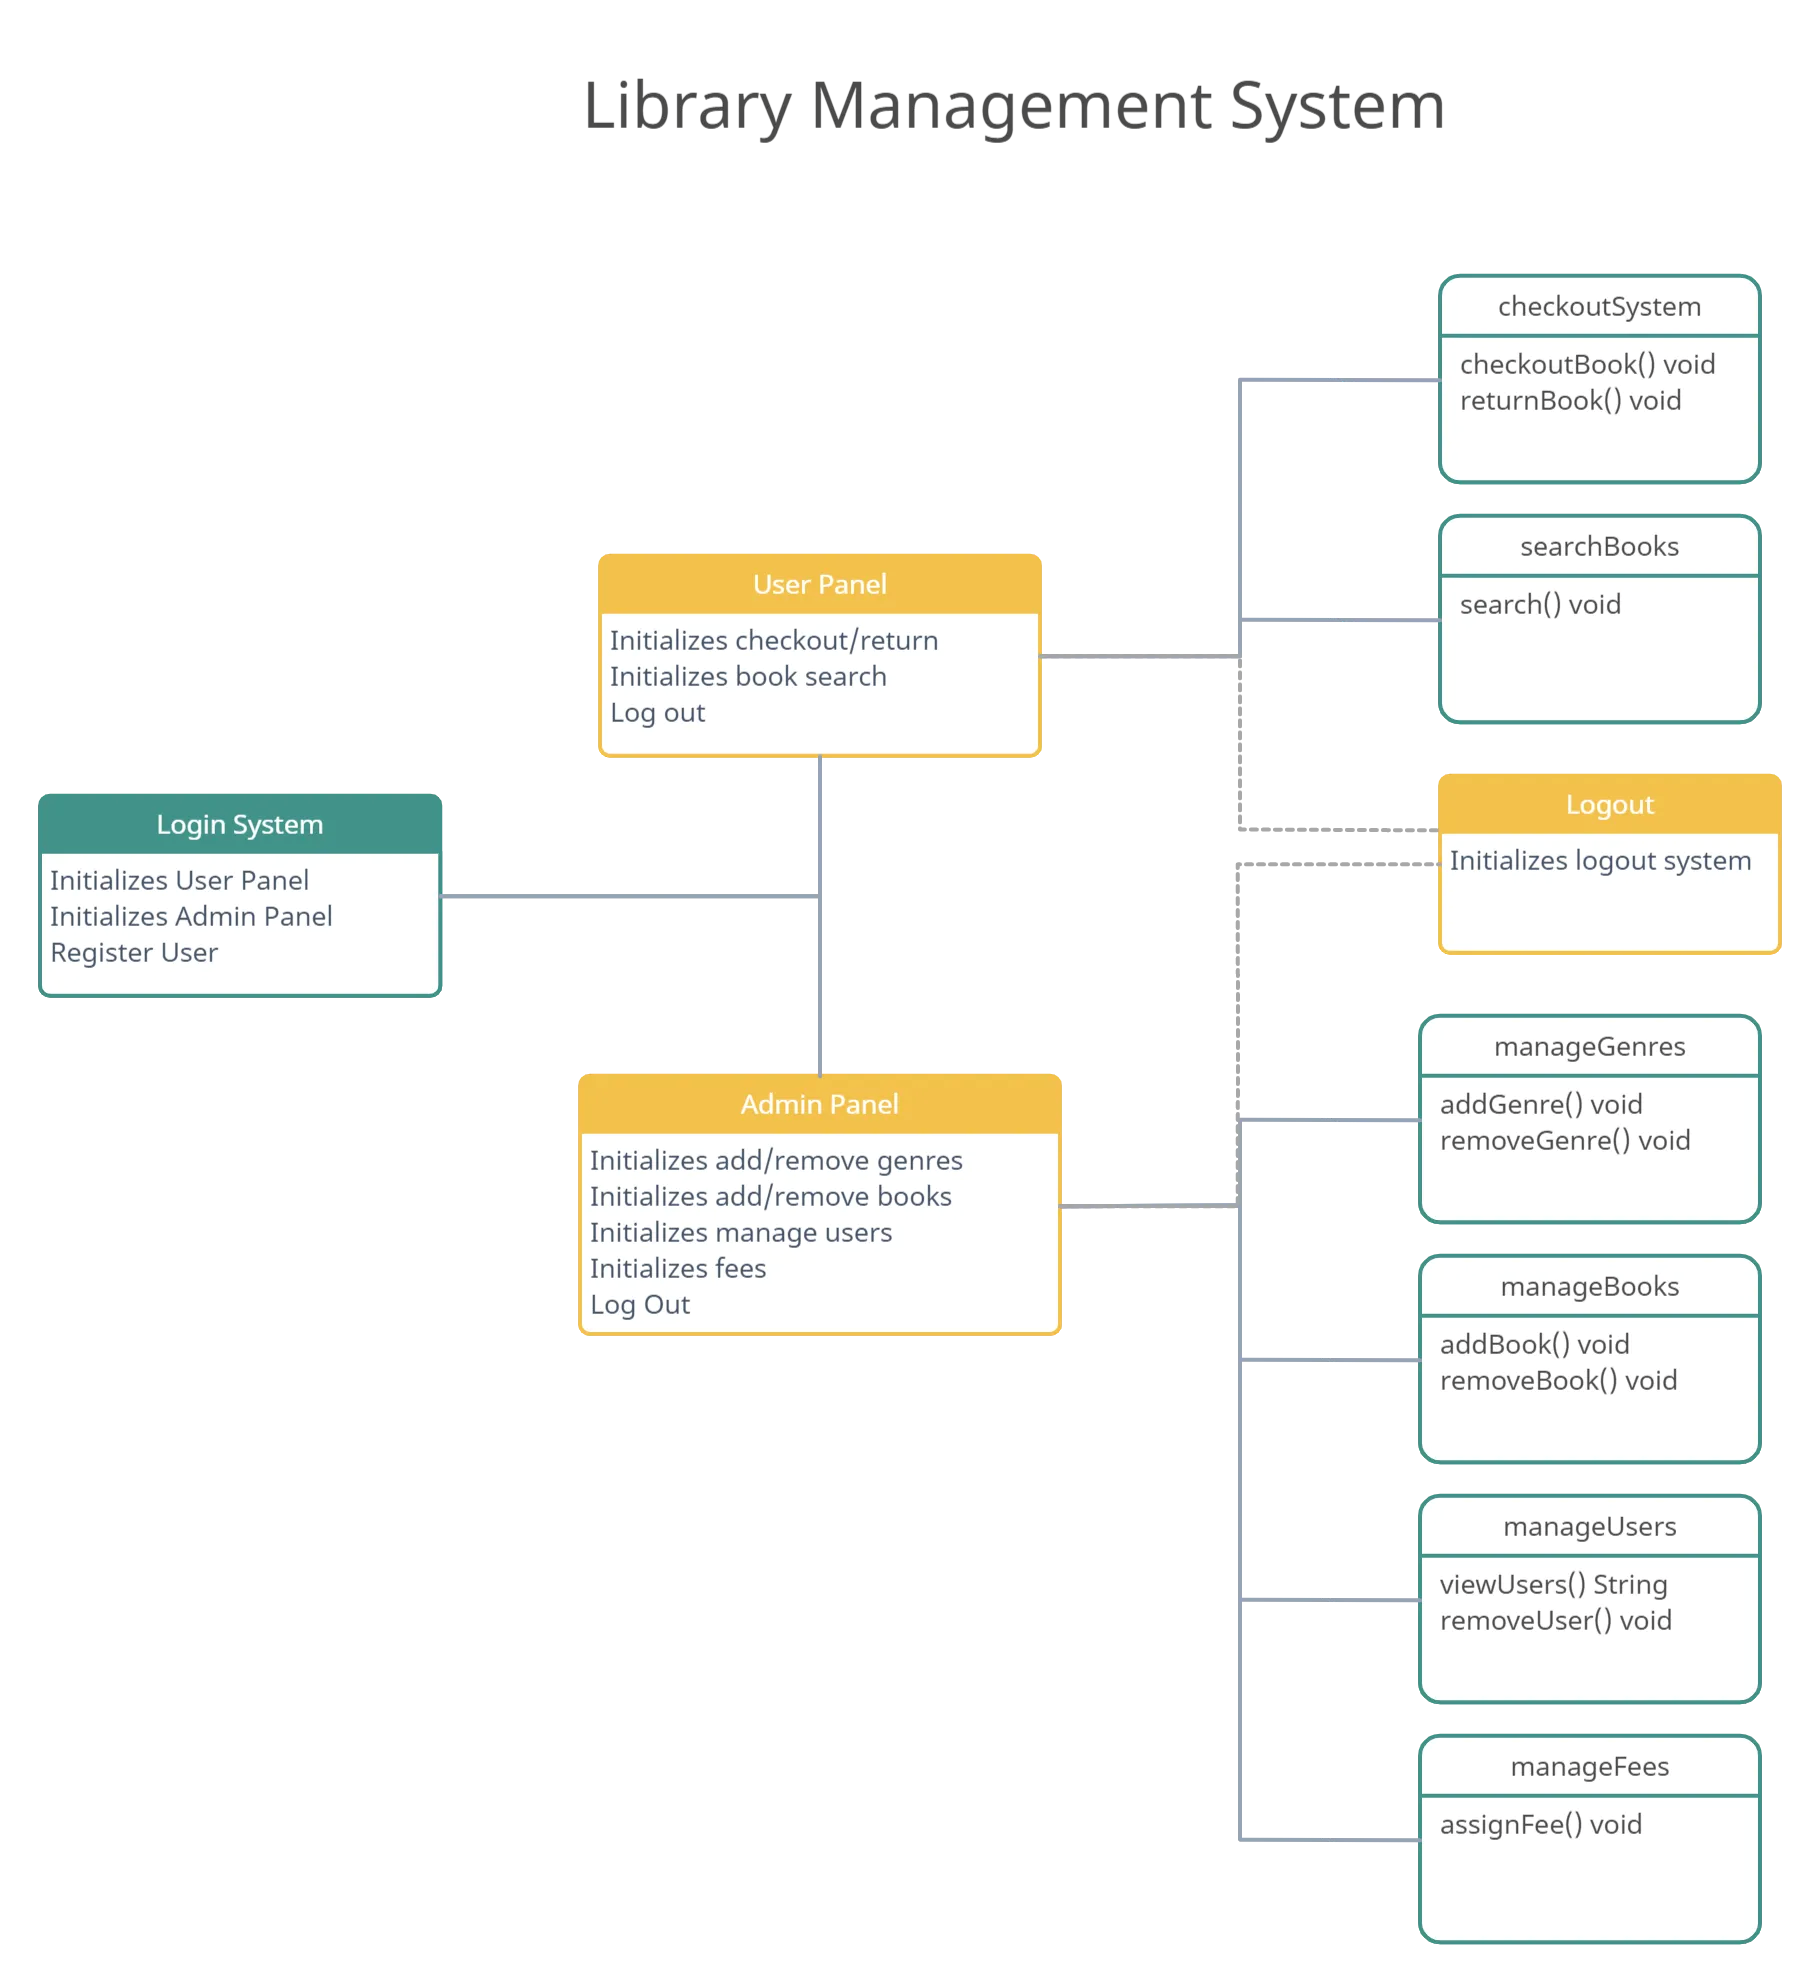 Library Management System
checkoutSystem
checkoutBook() void
returnBook() void
searchBooks
search() void
User Panel
Initializes checkout/return
Initializes book search
Log out
Login System
Initializes User Panel
Initializes Admin Panel
Register User
Logout
Initializes logout system
Admin Panel
Initializes add/remove genres
Initializes add/remove books
Initializes manage users
Initializes fees
Log Out
manageGenres
addGenre() void
removeGenre() void
manageBooks
addBook() void
removeBook() void
manageUsers
viewUsers() String
removeUser() void
manageFees
assignFee() void